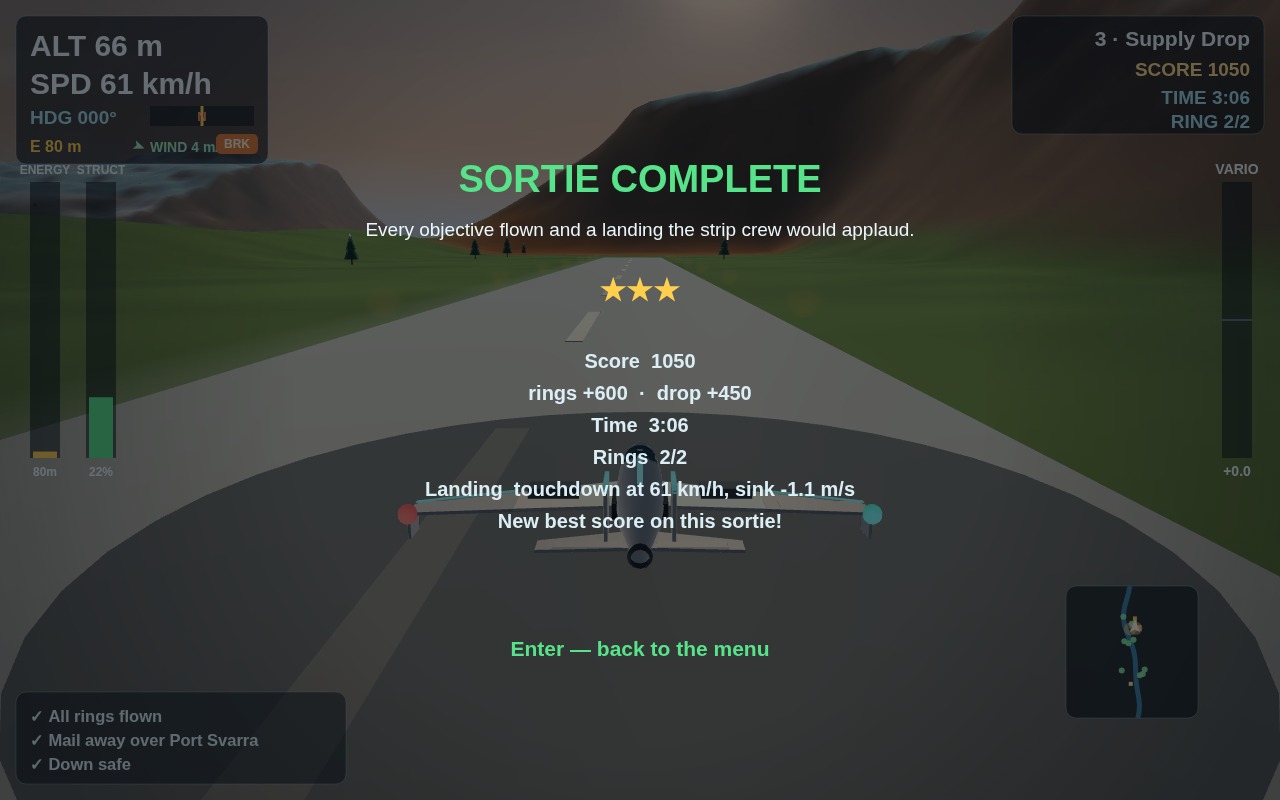 ALT 66 m
SPD 61 km/h
HDG 000°
E 80 m
WIND 4 m
BRK
ENERGY STRUCT
80m 22%
3 · Supply Drop
SCORE 1050
TIME 3:06
RING 2/2
VARIO
+0.0
SORTIE COMPLETE
Every objective flown and a landing the strip crew would applaud.
★★★
Score 1050
rings +600 · drop +450
Time 3:06
Rings 2/2
Landing touchdown at 61 km/h, sink -1.1 m/s
New best score on this sortie!
Enter — back to the menu
✓ All rings flown
✓ Mail away over Port Svarra
✓ Down safe